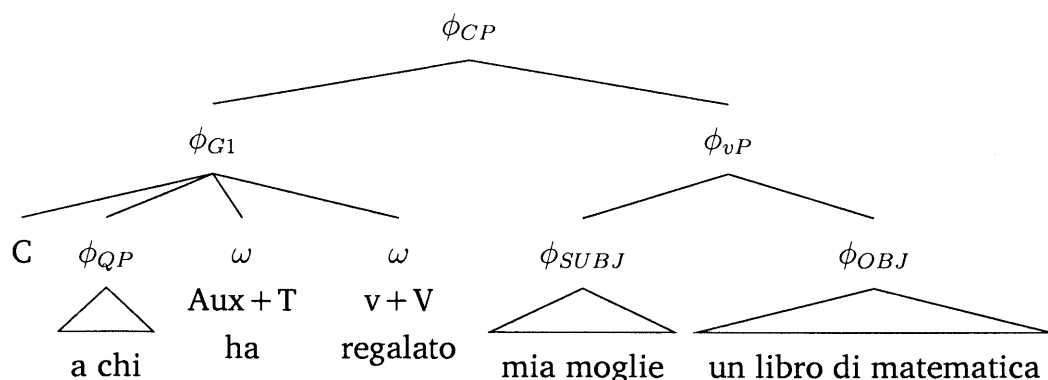 ϕCP
ϕG1 ϕvP
C ϕQP ω ω ϕSUBJ ϕOBJ
Aux+T v+V
a chi ha regalato mia moglie un libro di matematica